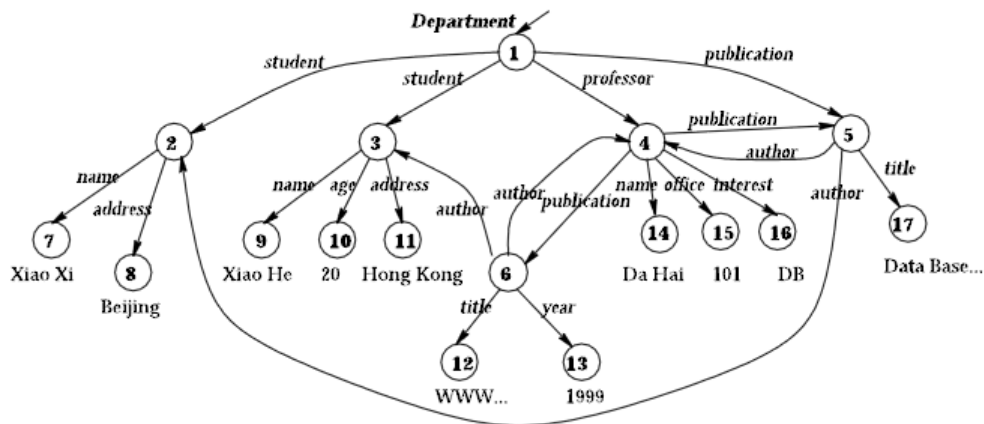 Department
1
student
student
professor
publication
2
3
4
publication
5
author
name
address
name
age
address
author
author
publication
name
office
interest
author
title
7
8
9
10
11
6
14
15
16
17
Xiao Xi
Beijing
Xiao He
20
Hong Kong
Da Hai
101
DB
Data Base...
title
year
12
13
WWW...
1999